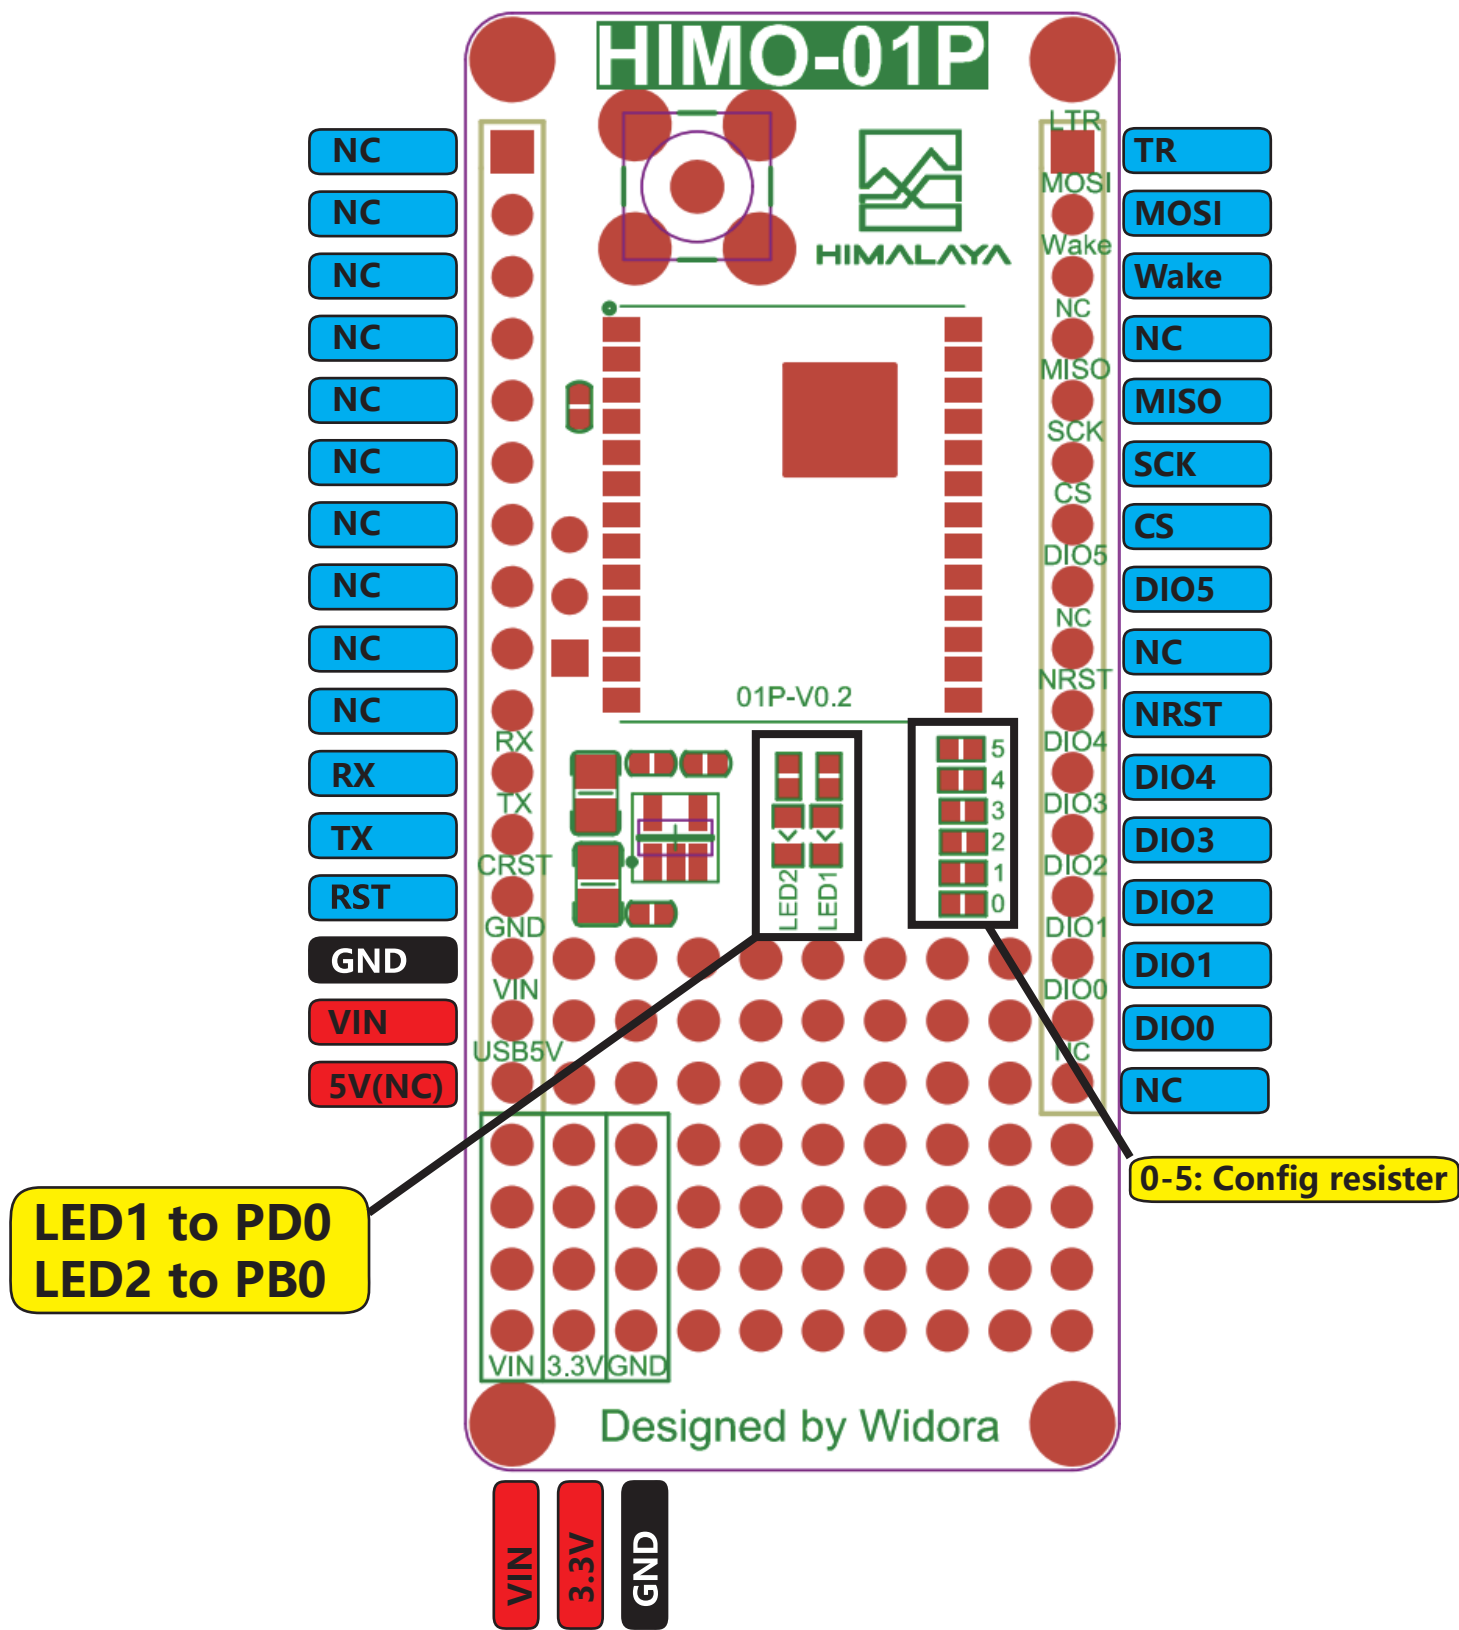 HIMO-01P
HIMALAYA
NC
NC
NC
NC
NC
NC
NC
NC
NC
NC
RX
TX
RST
GND
VIN
5V(NC)
RX
TX
CRST
GND
VIN
USB5V
01P-V0.2
LED2
LED1
5
4
3
2
1
0
LTR
MOSI
Wake
NC
MISO
SCK
CS
DIO5
NC
NRST
DIO4
DIO3
DIO2
DIO1
DIO0
NC
TR
MOSI
Wake
NC
MISO
SCK
CS
DIO5
NC
NRST
DIO4
DIO3
DIO2
DIO1
DIO0
NC
LED1 to PD0
LED2 to PB0
0-5: Config resister
VIN 3.3V GND
Designed by Widora
VIN
3.3V
GND